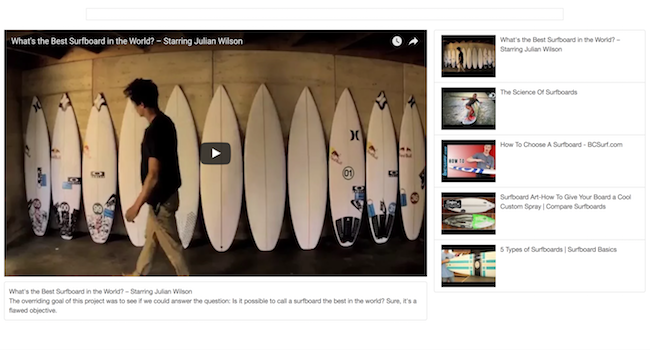 What's the Best Surfboard in the World? – Starring Julian Wilson
01
What's the Best Surfboard in the World? – Starring Julian Wilson
The overriding goal of this project was to see if we could answer the question: Is it possible to call a surfboard the best in the world? Sure, it's a
flawed objective.
What's the Best Surfboard in the World? –
Starring Julian Wilson
The Science Of Surfboards
HOW TO
How To Choose A Surfboard - BCSurf.com
Surfboard Art-How To Give Your Board a Cool
Custom Spray | Compare Surfboards
5 Types of Surfboards | Surfboard Basics